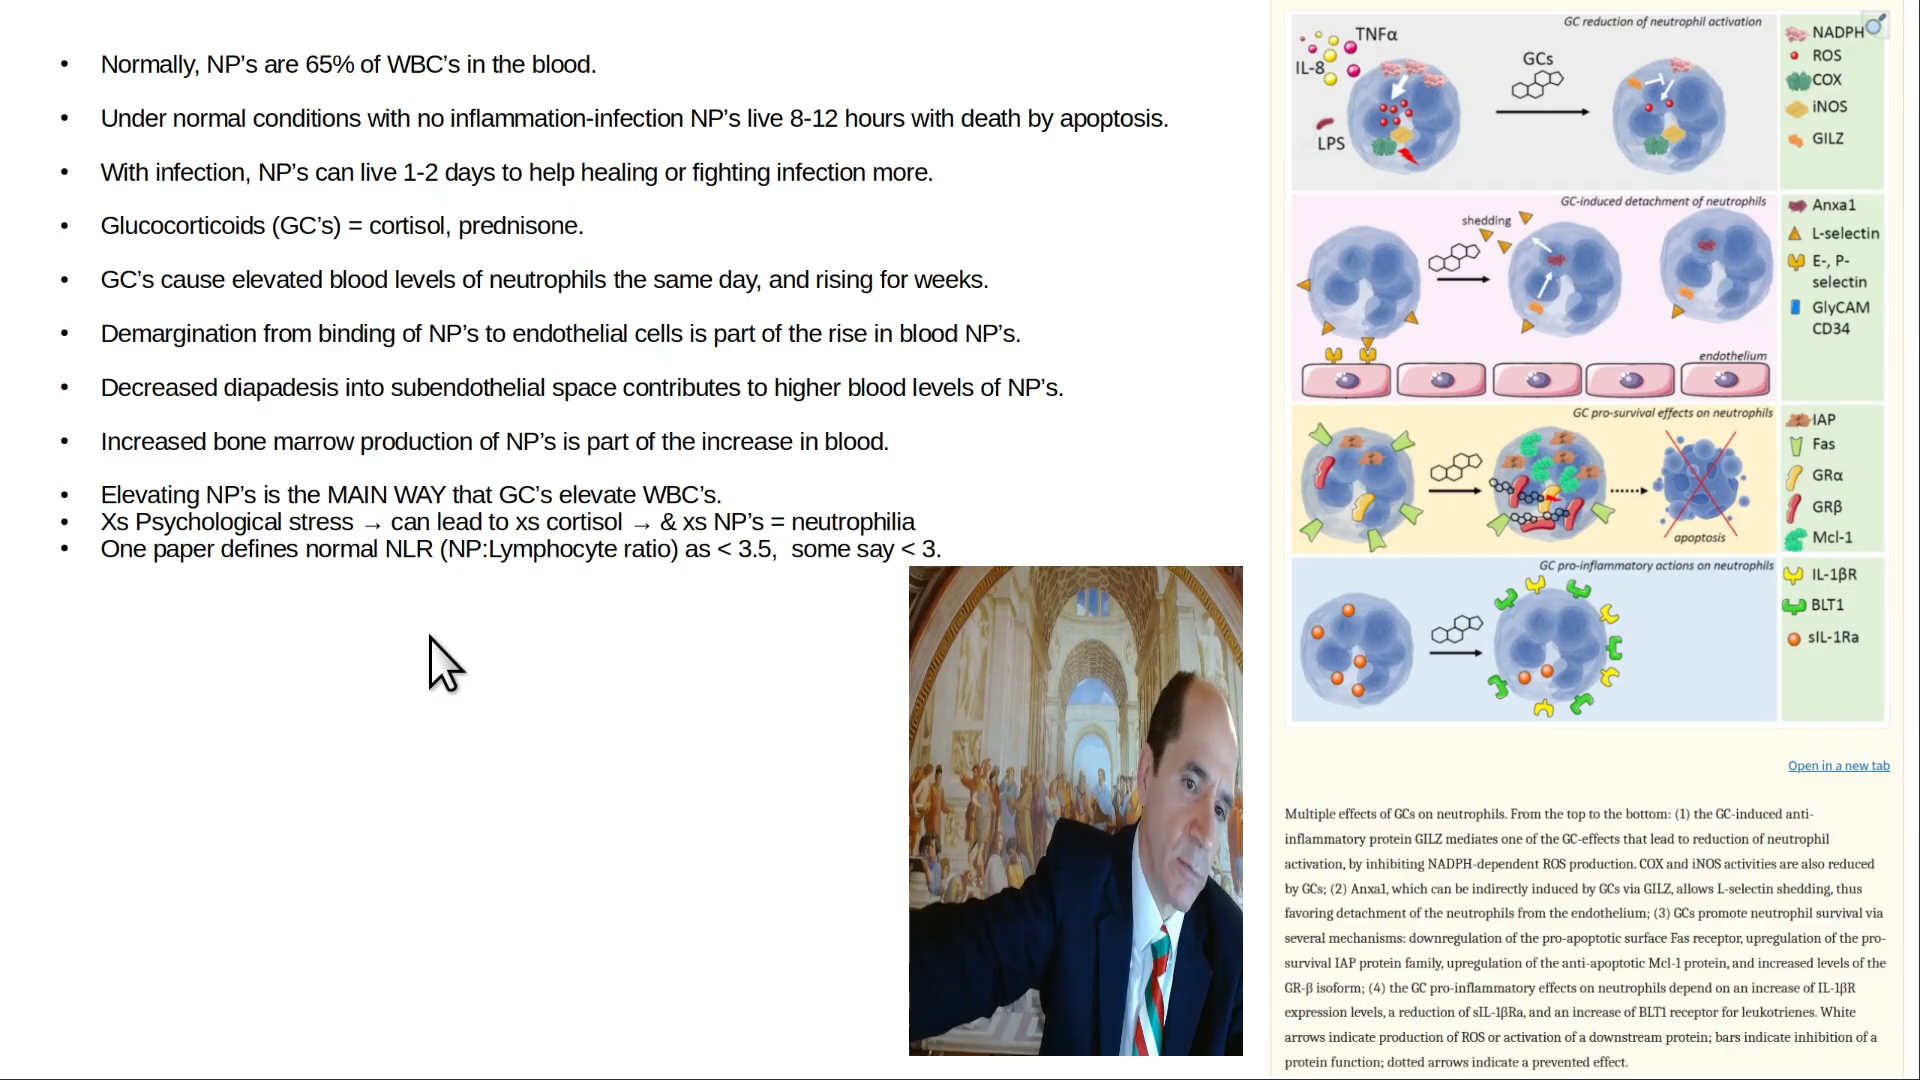 • Normally, NP’s are 65% of WBC’s in the blood.
• Under normal conditions with no inflammation-infection NP’s live 8-12 hours with death by apoptosis.
• With infection, NP’s can live 1-2 days to help healing or fighting infection more.
• Glucocorticoids (GC’s) = cortisol, prednisone.
• GC’s cause elevated blood levels of neutrophils the same day, and rising for weeks.
• Demargination from binding of NP’s to endothelial cells is part of the rise in blood NP’s.
• Decreased diapadesis into subendothelial space contributes to higher blood levels of NP’s.
• Increased bone marrow production of NP’s is part of the increase in blood.
• Elevating NP’s is the MAIN WAY that GC’s elevate WBC’s.
• Xs Psychological stress → can lead to xs cortisol → & xs NP’s = neutrophilia
• One paper defines normal NLR (NP:Lymphocyte ratio) as < 3.5, some say < 3.
GC reduction of neutrophil activation
TNFα
IL-8
LPS
GCs
NADPH
ROS
COX
iNOS
GILZ
GC-induced detachment of neutrophils
shedding
endothelium
Anxa1
L-selectin
E-, P-
selectin
GlyCAM
CD34
GC pro-survival effects on neutrophils
apoptosis
IAP
Fas
GRα
GRβ
Mcl-1
GC pro-inflammatory actions on neutrophils
IL-1βR
BLT1
sIL-1Ra
Open in a new tab
Multiple effects of GCs on neutrophils. From the top to the bottom: (1) the GC-induced anti-
inflammatory protein GILZ mediates one of the GC-effects that lead to reduction of neutrophil
activation, by inhibiting NADPH-dependent ROS production. COX and iNOS activities are also reduced
by GCs; (2) Anxa1, which can be indirectly induced by GCs via GILZ, allows L-selectin shedding, thus
favoring detachment of the neutrophils from the endothelium; (3) GCs promote neutrophil survival via
several mechanisms: downregulation of the pro-apoptotic surface Fas receptor, upregulation of the pro-
survival IAP protein family, upregulation of the anti-apoptotic Mcl-1 protein, and increased levels of the
GR-β isoform; (4) the GC pro-inflammatory effects on neutrophils depend on an increase of IL-1βR
expression levels, a reduction of sIL-1βRa, and an increase of BLT1 receptor for leukotrienes. White
arrows indicate production of ROS or activation of a downstream protein; bars indicate inhibition of a
protein function; dotted arrows indicate a prevented effect.